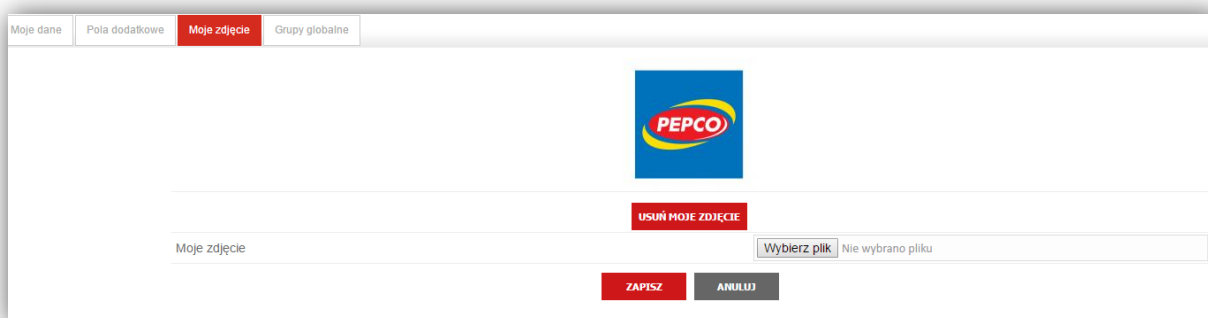 Moje dane Pola dodatkowe Moje zdjęcie Grupy globalne
PEPCO
USUŃ MOJE ZDJĘCIE
Moje zdjęcie Wybierz plik Nie wybrano pliku
ZAPISZ ANULUJ